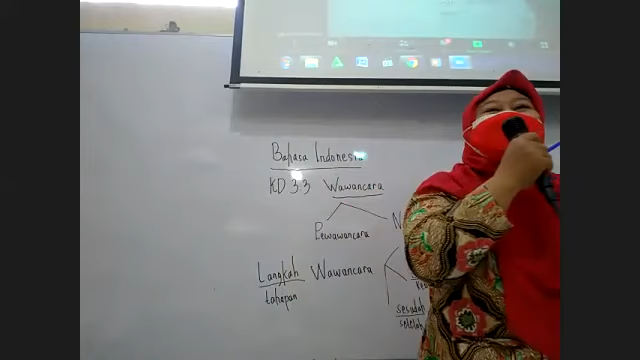 Bahasa Indonesia
KD 3.3 Wawancara
Pewawancara
Langkah Wawancara
tahapan
sesudah
setelah